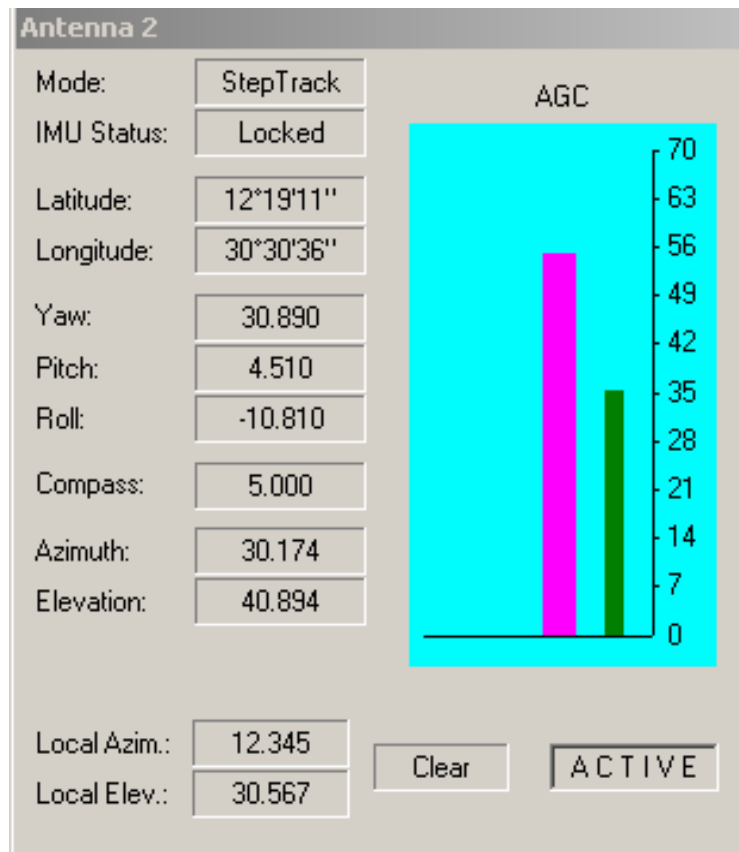 Antenna 2
Mode: StepTrack
IMU Status: Locked
Latitude: 12°19'11''
Longitude: 30°30'36''
Yaw: 30.890
Pitch: 4.510
Roll: -10.810
Compass: 5.000
Azimuth: 30.174
Elevation: 40.894
AGC
70
63
56
49
42
35
28
21
14
7
0
Local Azim.: 12.345
Local Elev.: 30.567
Clear
ACTIVE